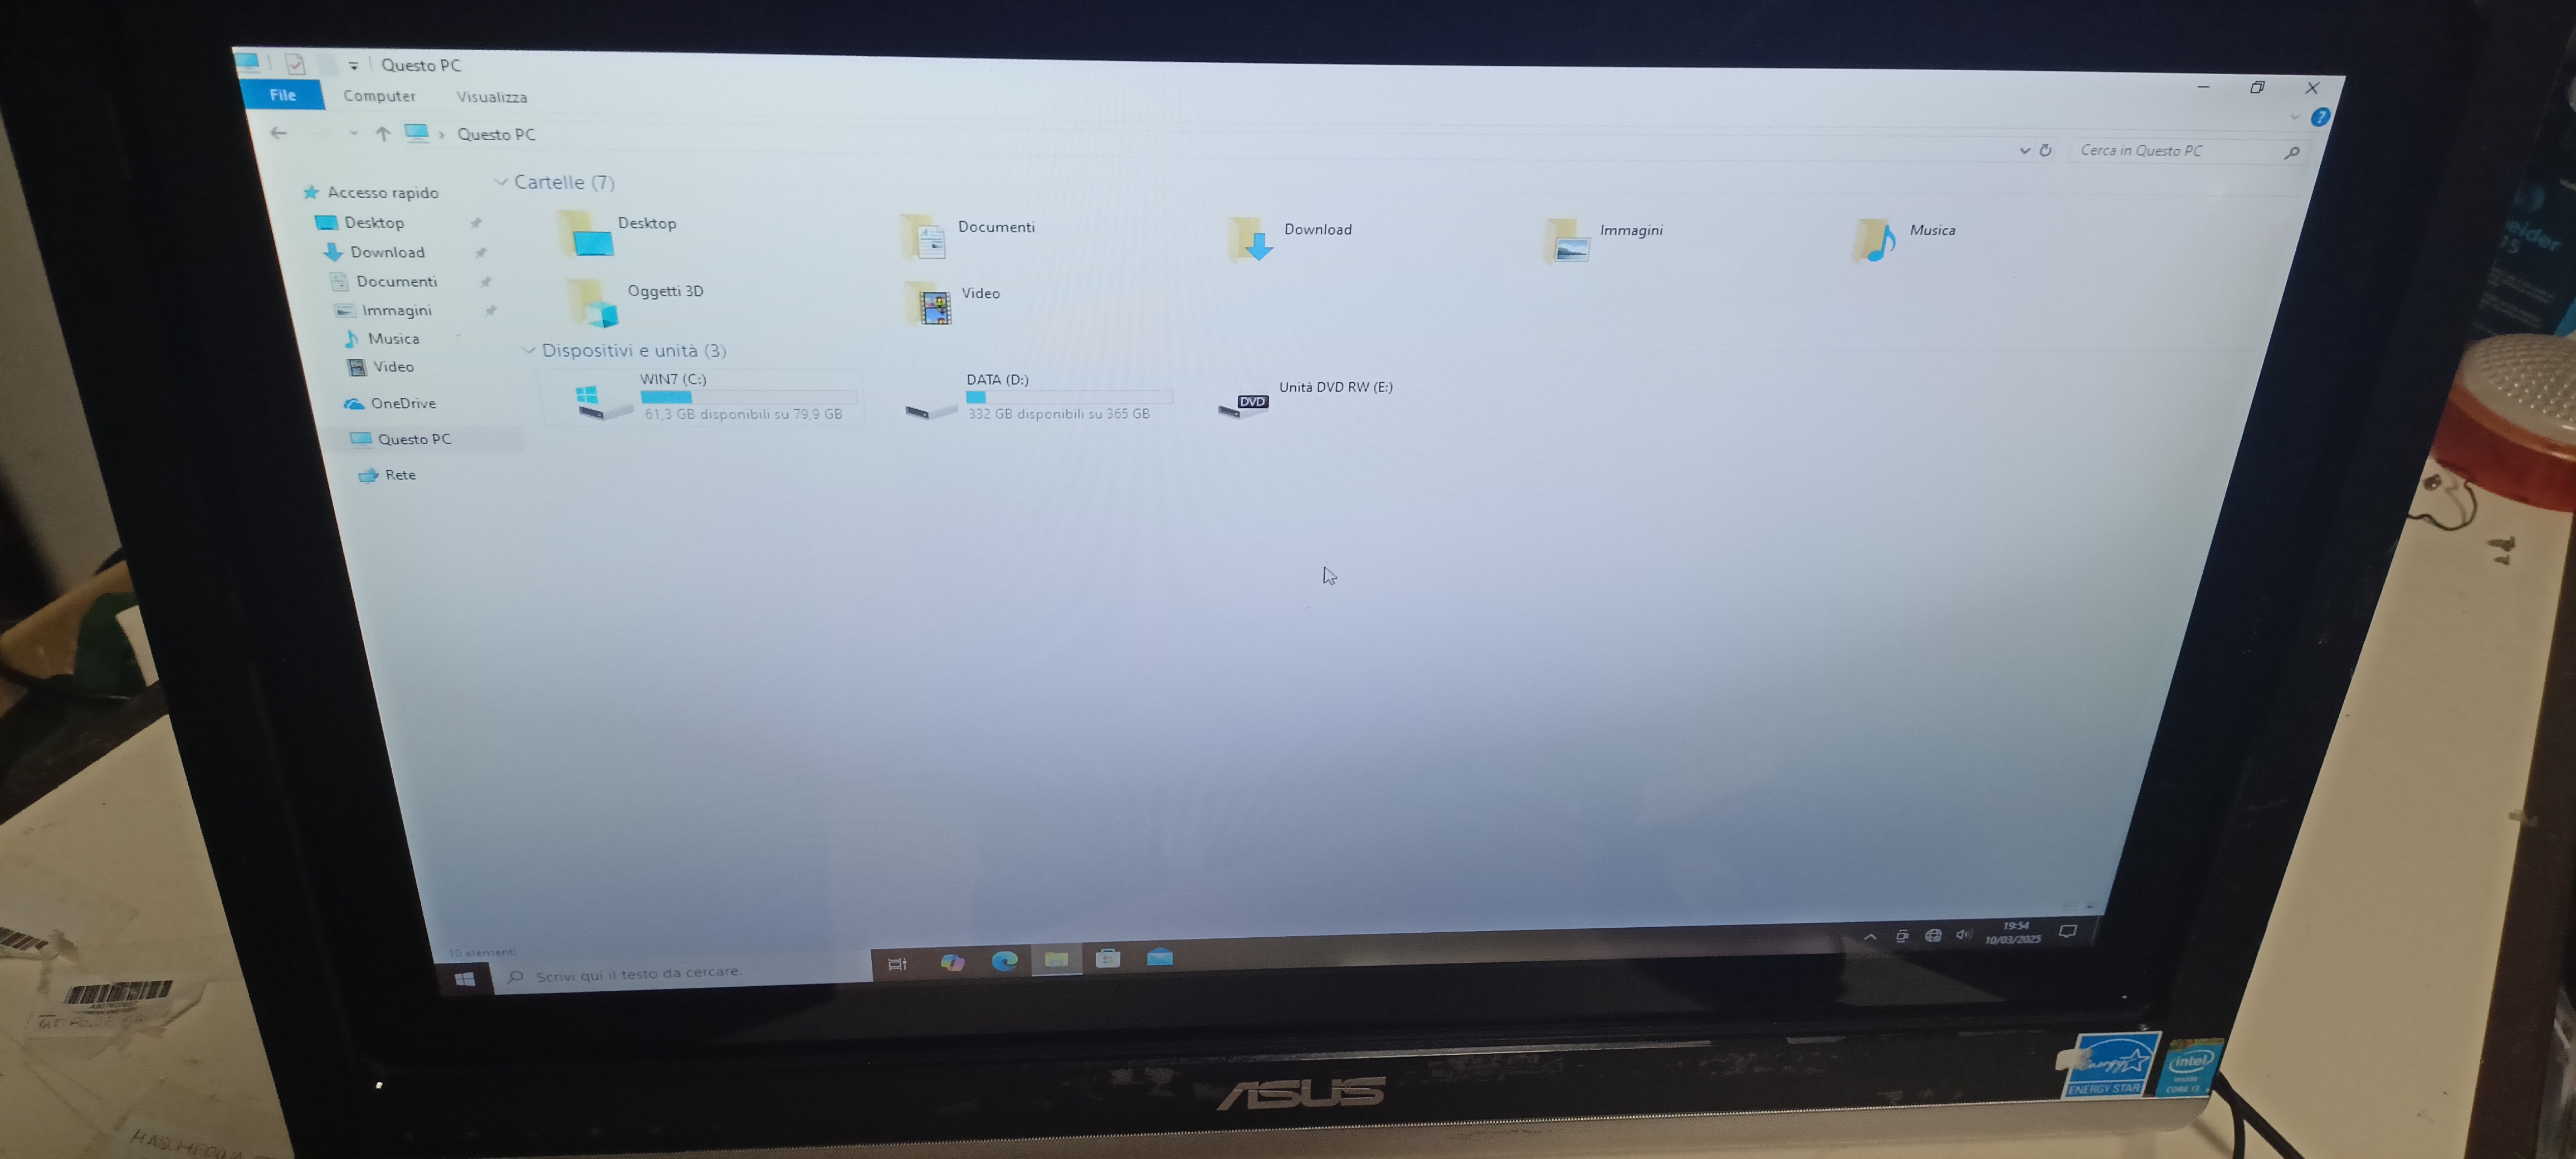 Questo PC
File Computer Visualizza
Questo PC
Cerca in Questo PC
Accesso rapido
Desktop
Download
Documenti
Immagini
Musica
Video
OneDrive
Questo PC
Rete
Cartelle (7)
Desktop
Documenti
Download
Immagini
Musica
Oggetti 3D
Video
Dispositivi e unità (3)
WIN7 (C:)
61,3 GB disponibili su 79,9 GB
DATA (D:)
332 GB disponibili su 365 GB
DVD
Unità DVD RW (E:)
10 elementi
Scrivi qui il testo da cercare.
19:54
10/03/2025
ASUS
ENERGY STAR
intel
inside
CORE i3